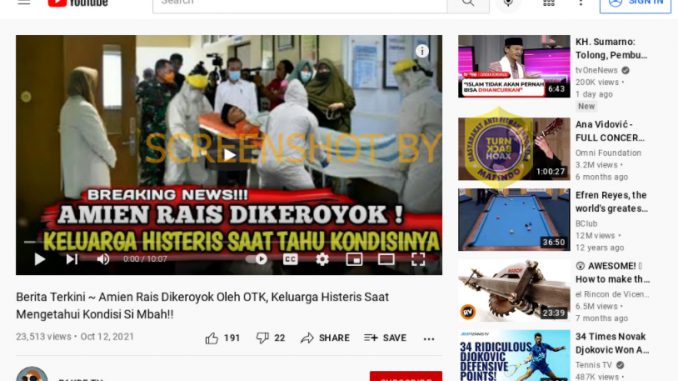 YouTube
Search
SIGN IN
SCREENSHOT BY
BREAKING NEWS!!!
AMIEN RAIS DIKEROYOK !
KELUARGA HISTERIS SAAT TAHU KONDISINYA
0:00 / 10:07
CC
Berita Terkini ~ Amien Rais Dikeroyok Oleh OTK, Keluarga Histeris Saat
Mengetahui Kondisi Si Mbah!!
23,513 views • Oct 12, 2021
191
22
SHARE
SAVE
SUBSCRIBE
"ISLAM TIDAK AKAN PERNAH
BISA DIHANCURKAN"
6:43
KH. Sumarno:
Tolong, Pembu...
tvOneNews
200K views •
1 day ago
New
MASYARAKAT ANTI FITNAH
TURN
BACK
HOAX
MAFINDO
1:00:27
Ana Vidović -
FULL CONCER...
Omni Foundation
3.2M views •
6 months ago
36:50
Efren Reyes, the
world's greates...
BClub
12M views •
12 years ago
23:39
AWESOME!
How to make th...
el Rincon de Vicen...
6.5M views •
7 months ago
34 RIDICULOUS
DJOKOVIC
DEFENSIVE
POINTS!
34 Times Novak
Djokovic Won A...
Tennis TV
487K views •